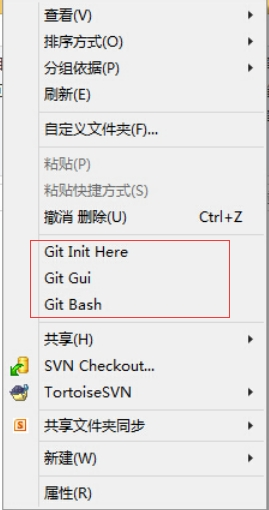 查看(V)
排序方式(O)
分组依据(P)
刷新(E)
自定义文件夹(F)...
粘贴(P)
粘贴快捷方式(S)
撤消 删除(U) Ctrl+Z
Git Init Here
Git Gui
Git Bash
共享(H)
SVN Checkout...
TortoiseSVN
共享文件夹同步
新建(W)
属性(R)